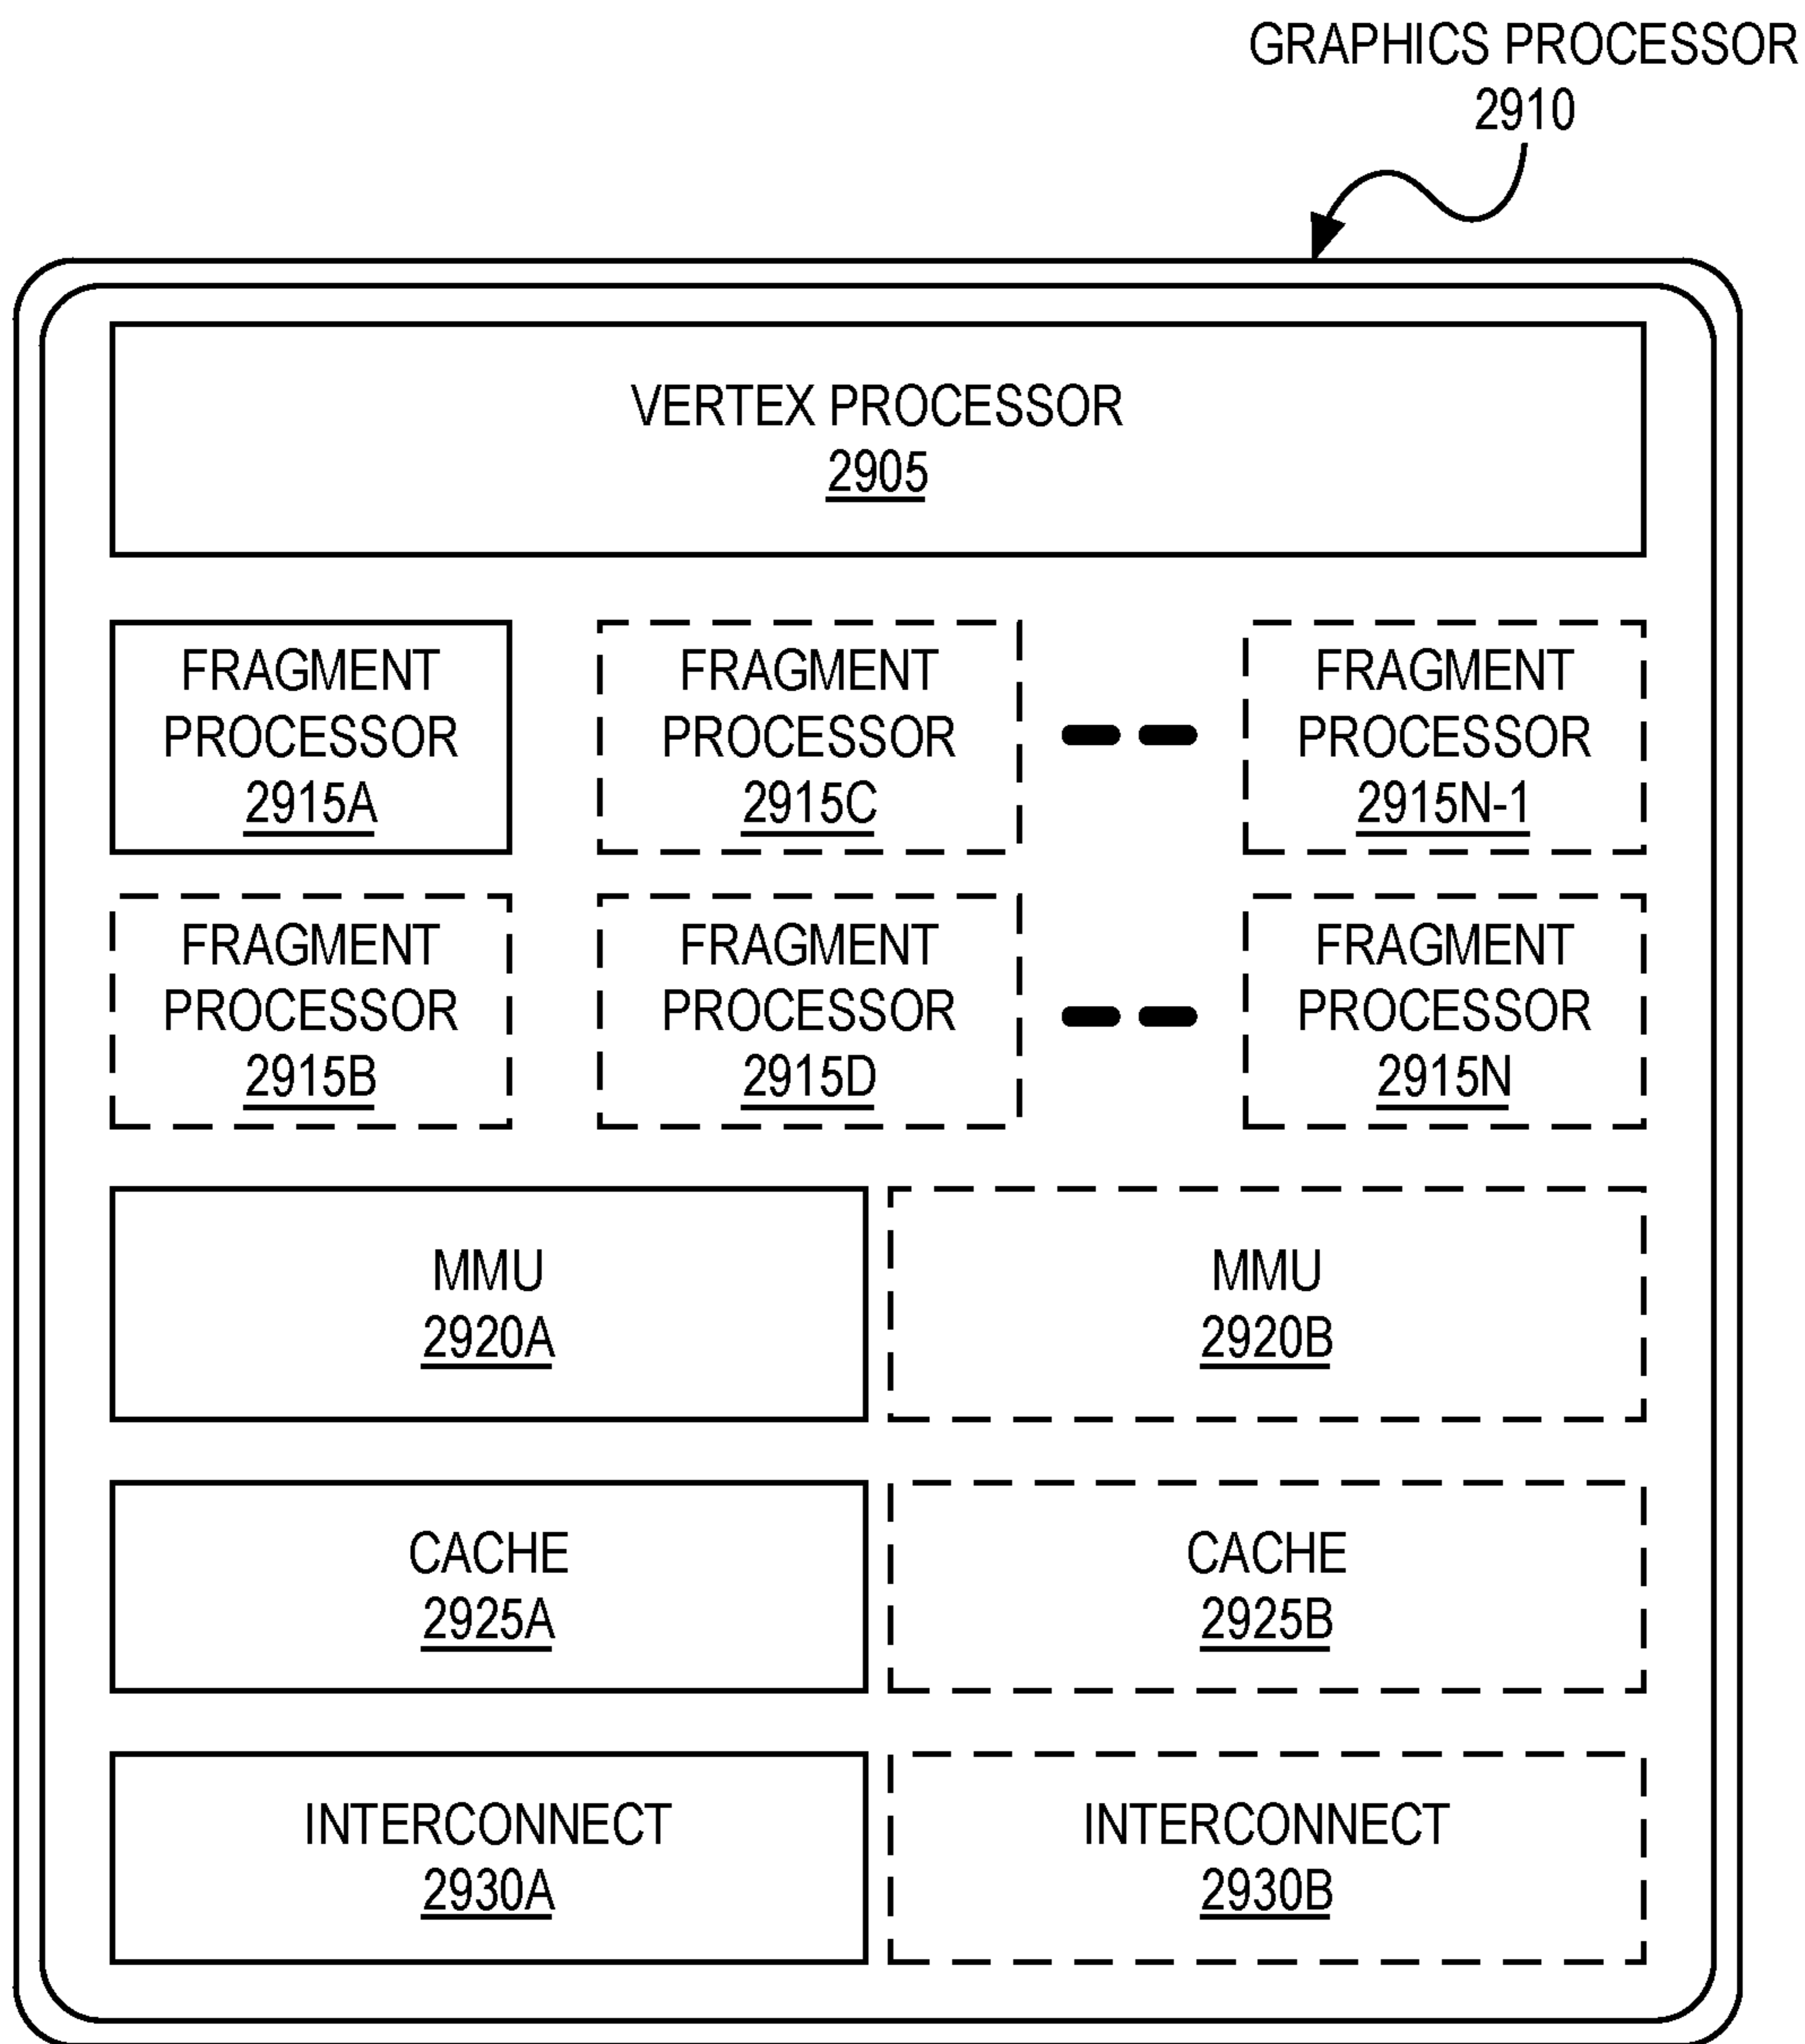 GRAPHICS PROCESSOR
2910
VERTEX PROCESSOR
2905
FRAGMENT
PROCESSOR
2915A
FRAGMENT
PROCESSOR
2915C
FRAGMENT
PROCESSOR
2915N-1
FRAGMENT
PROCESSOR
2915B
FRAGMENT
PROCESSOR
2915D
FRAGMENT
PROCESSOR
2915N
MMU
2920A
MMU
2920B
CACHE
2925A
CACHE
2925B
INTERCONNECT
2930A
INTERCONNECT
2930B